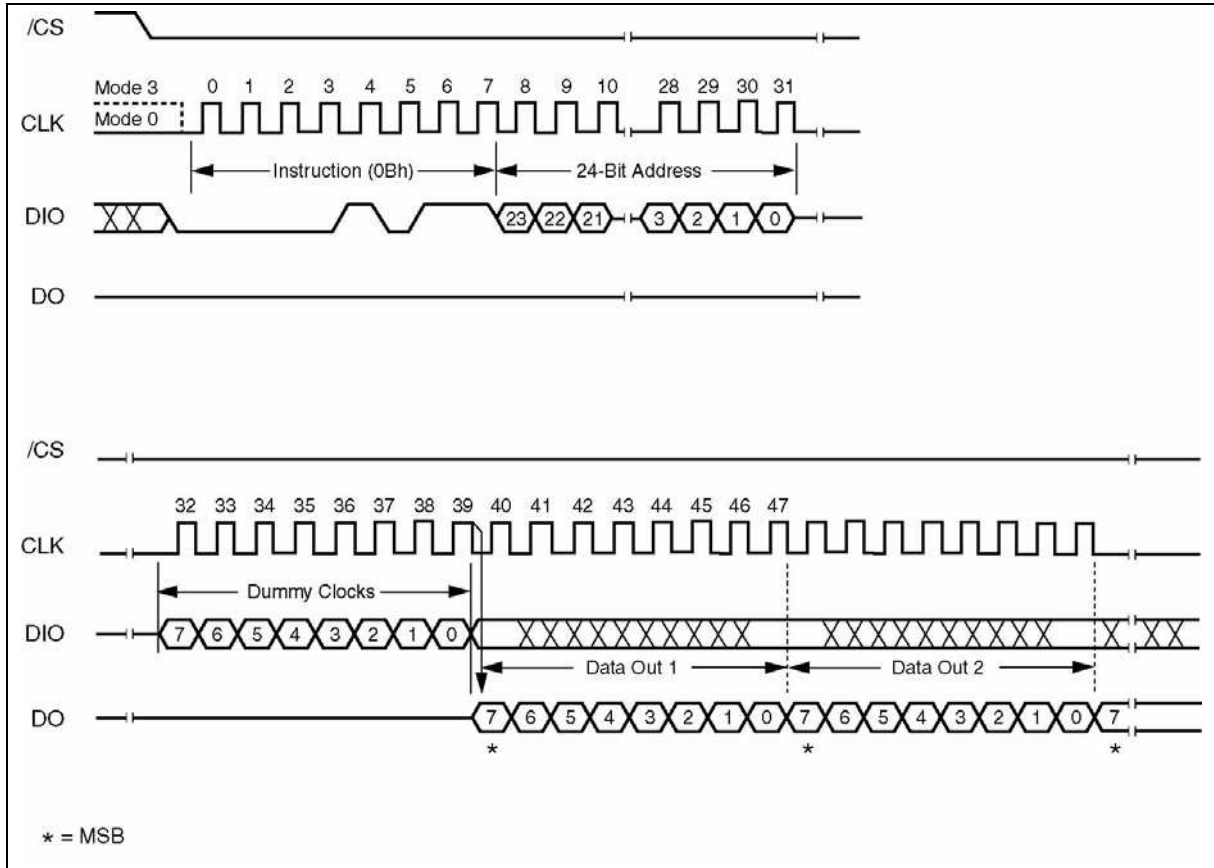 /CS
Mode 3 0 1 2 3 4 5 6 7 8 9 10 28 29 30 31
CLK Mode 0
Instruction (0Bh) 24-Bit Address
DIO 23 22 21 3 2 1 0
DO
/CS
32 33 34 35 36 37 38 39 40 41 42 43 44 45 46 47
CLK
Dummy Clocks
DIO 7 6 5 4 3 2 1 0
Data Out 1 Data Out 2
DO 7 6 5 4 3 2 1 0 7 6 5 4 3 2 1 0 7
* * *
* = MSB